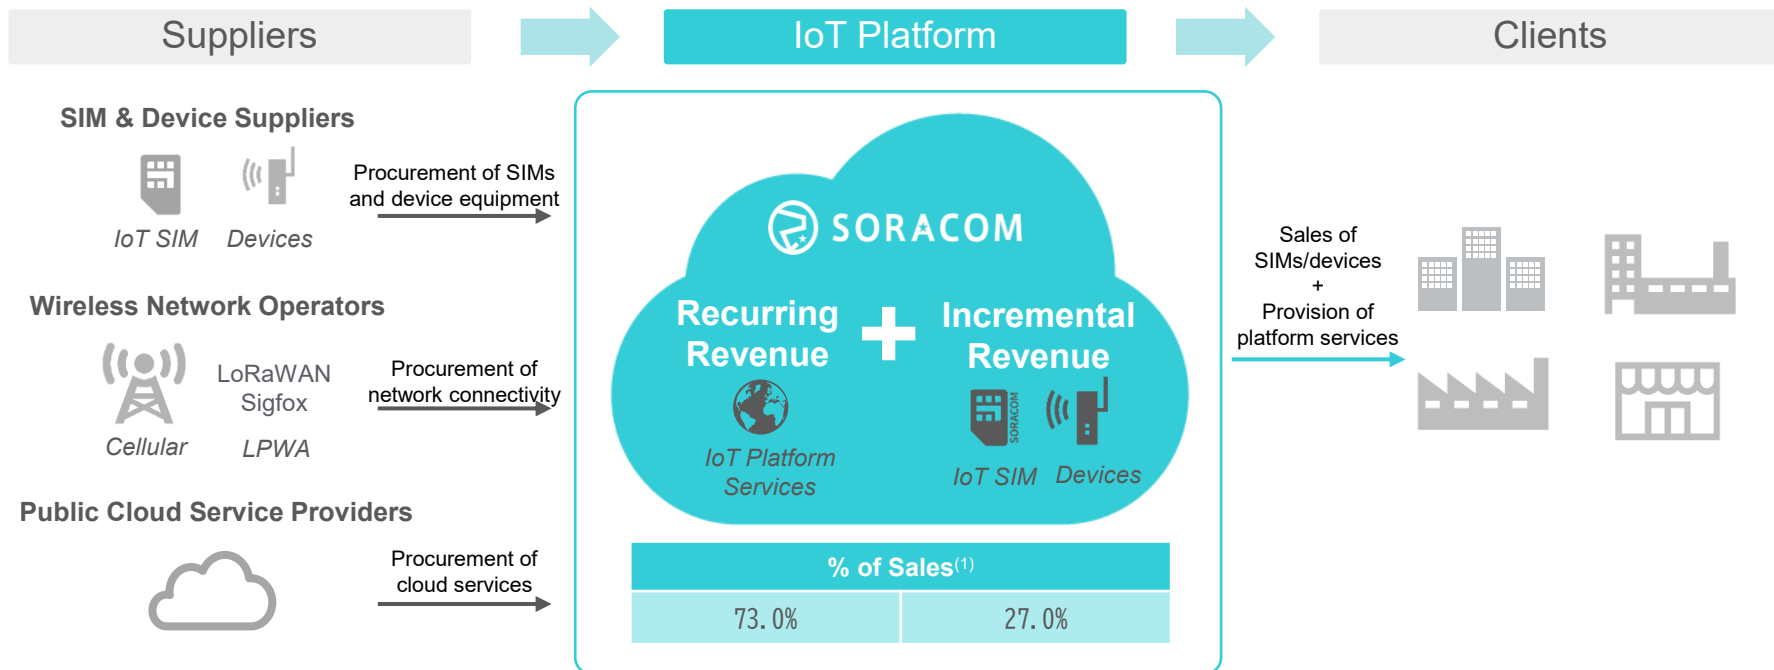 Suppliers
IoT Platform
Clients
SIM & Device Suppliers
IoT SIM
Devices
Procurement of SIMs
and device equipment
Wireless Network Operators
Cellular
LoRaWAN
Sigfox
LPWA
Procurement of
network connectivity
Public Cloud Service Providers
Procurement of
cloud services
SORACOM
Recurring
Revenue
+
Incremental
Revenue
IoT Platform
Services
SORACOM
IoT SIM
Devices
% of Sales(1)
73.0%
27.0%
Sales of
SIMs/devices
+
Provision of
platform services